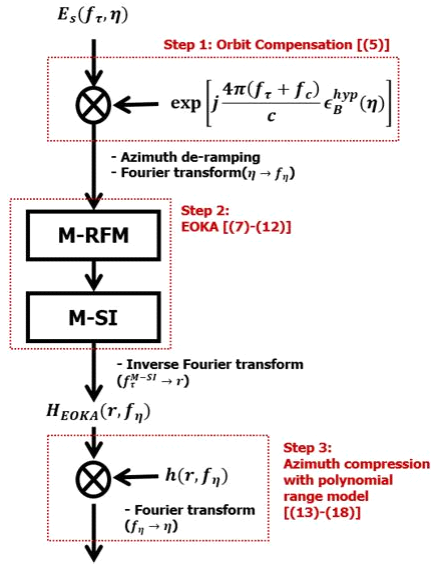 E_s(f_τ, η)
Step 1: Orbit Compensation [(5)]
exp[j 4π(f_τ + f_c)/c ϵ_B^{hyp}(η)]
- Azimuth de-ramping
- Fourier transform(η → f_η)
Step 2:
EOKA [(7)-(12)]
M-RFM
M-SI
- Inverse Fourier transform
(f_τ^{M-SI} → r)
H_{EOKA}(r, f_η)
Step 3:
Azimuth compression
with polynomial
range model
[(13)-(18)]
h(r, f_η)
- Fourier transform
(f_η → η)